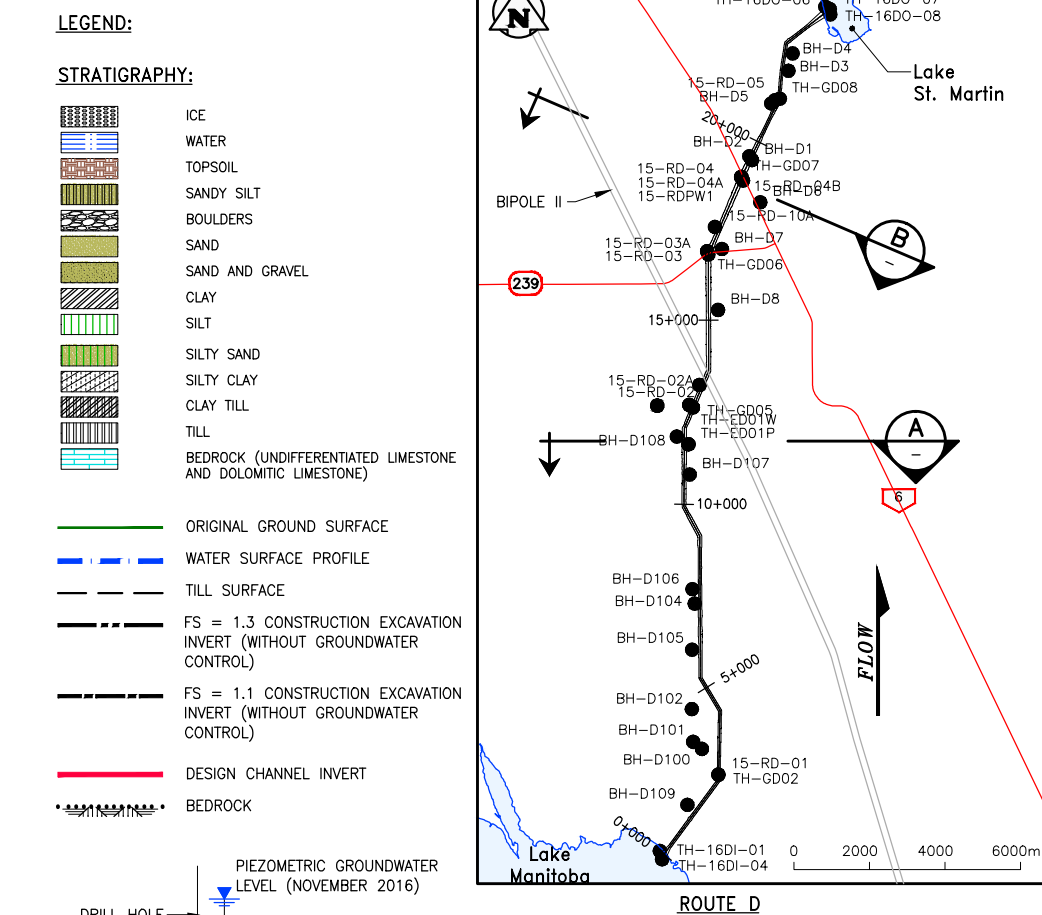 LEGEND:
STRATIGRAPHY:
ICE
WATER
TOPSOIL
SANDY SILT
BOULDERS
SAND
SAND AND GRAVEL
CLAY
SILT
SILTY SAND
SILTY CLAY
CLAY TILL
TILL
BEDROCK (UNDIFFERENTIATED LIMESTONE
AND DOLOMITIC LIMESTONE)
ORIGINAL GROUND SURFACE
WATER SURFACE PROFILE
TILL SURFACE
FS = 1.3 CONSTRUCTION EXCAVATION
INVERT (WITHOUT GROUNDWATER
CONTROL)
FS = 1.1 CONSTRUCTION EXCAVATION
INVERT (WITHOUT GROUNDWATER
CONTROL)
DESIGN CHANNEL INVERT
BEDROCK
PIEZOMETRIC GROUNDWATER
LEVEL (NOVEMBER 2016)
DRILL HOLE
N
TH-16DO-06
TH-16DO-07
TH-16DO-08
BH-D4
BH-D3
Lake
St. Martin
15-RD-05
TH-GD08
BH-D5
20+000
BH-D2
BH-D1
TH-GD07
15-RD-04
15-RD-04A
15-RD-04B
BH-D6
15-RDPW1
BIPOLE II
15-RD-10A
B
-
15-RD-03A
BH-D7
15-RD-03
TH-GD06
239
BH-D8
15+000
15-RD-02A
15-RD-02
TH-GD05
TH-ED01W
TH-ED01P
BH-D108
A
-
BH-D107
6
10+000
BH-D106
BH-D104
BH-D105
FLOW
5+000
BH-D102
BH-D101
BH-D100
15-RD-01
TH-GD02
BH-D109
0+000
TH-16DI-01
TH-16DI-04
Lake
Manitoba
0 2000 4000 6000m
ROUTE D